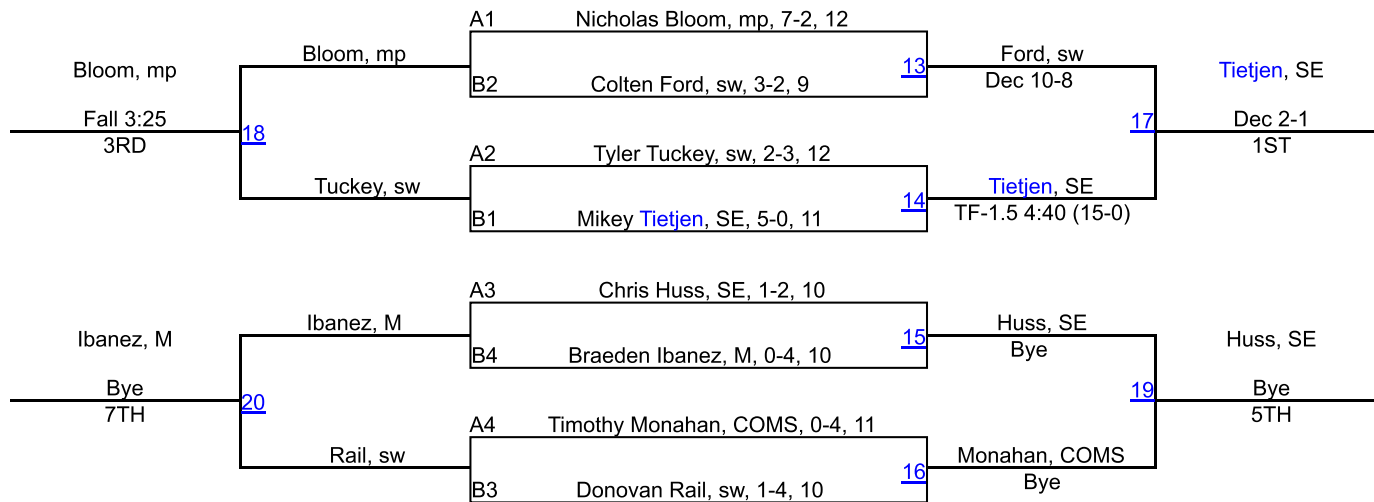 A1 Nicholas Bloom, mp, 7-2, 12
Bloom, mp
Ford, sw
Bloom, mp
13
Tietjen, SE
B2 Colten Ford, sw, 3-2, 9
Dec 10-8
Fall 3:25
18
17
Dec 2-1
3RD
1ST
A2 Tyler Tuckey, sw, 2-3, 12
Tuckey, sw
14
Tietjen, SE
B1 Mikey Tietjen, SE, 5-0, 11
TF-1.5 4:40 (15-0)
A3 Chris Huss, SE, 1-2, 10
Ibanez, M
Huss, SE
Ibanez, M
15
Huss, SE
B4 Braeden Ibanez, M, 0-4, 10
Bye
Bye
20
19
Bye
7TH
5TH
A4 Timothy Monahan, COMS, 0-4, 11
Rail, sw
16
Monahan, COMS
B3 Donovan Rail, sw, 1-4, 10
Bye